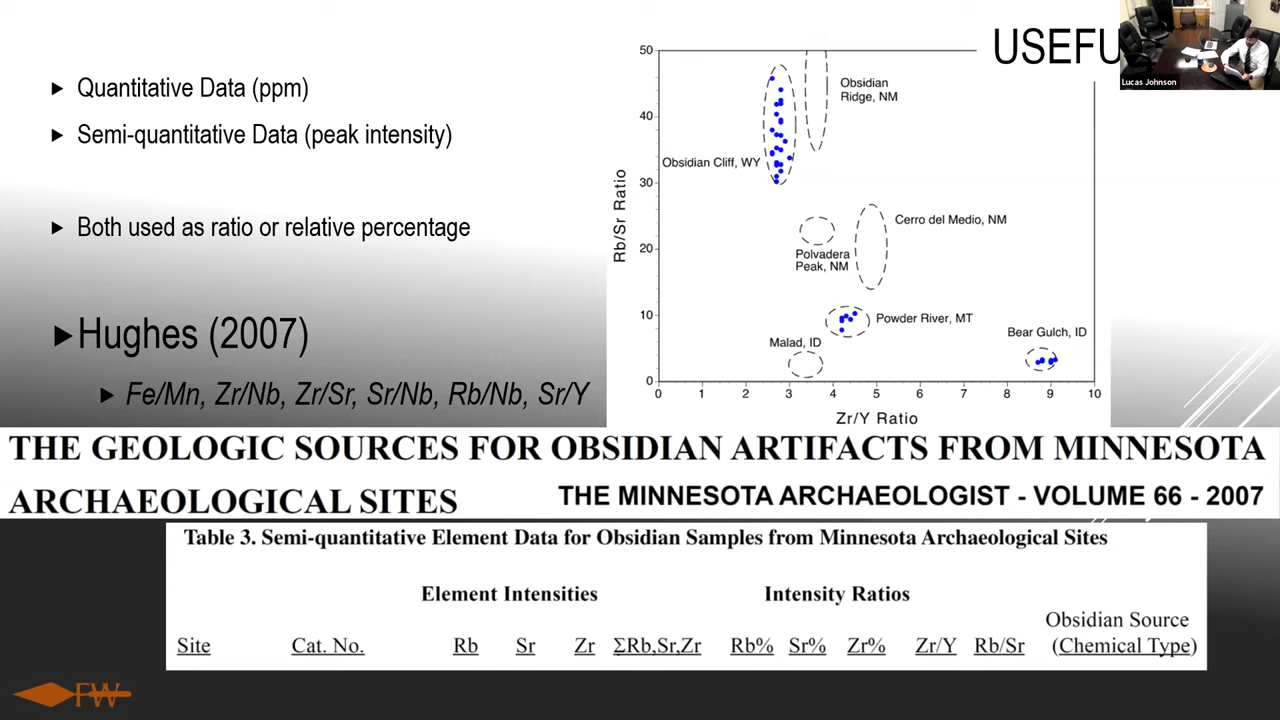 USEFU
Lucas Johnson
Quantitative Data (ppm)
Semi-quantitative Data (peak intensity)
Both used as ratio or relative percentage
Hughes (2007)
Fe/Mn, Zr/Nb, Zr/Sr, Sr/Nb, Rb/Nb, Sr/Y
50
40
30
20
10
0
Rb/Sr Ratio
Obsidian
Ridge, NM
Obsidian Cliff, WY
Cerro del Medio, NM
Polvadera
Peak, NM
Powder River, MT
Malad, ID
Bear Gulch, ID
0 1 2 3 4 5 6 7 8 9 10
Zr/Y Ratio
THE GEOLOGIC SOURCES FOR OBSIDIAN ARTIFACTS FROM MINNESOTA
ARCHAEOLOGICAL SITES
THE MINNESOTA ARCHAEOLOGIST - VOLUME 66 - 2007
Table 3. Semi-quantitative Element Data for Obsidian Samples from Minnesota Archaeological Sites
Element Intensities Intensity Ratios
Obsidian Source
Site Cat. No. Rb Sr Zr ΣRb,Sr,Zr Rb% Sr% Zr% Zr/Y Rb/Sr (Chemical Type)
FW